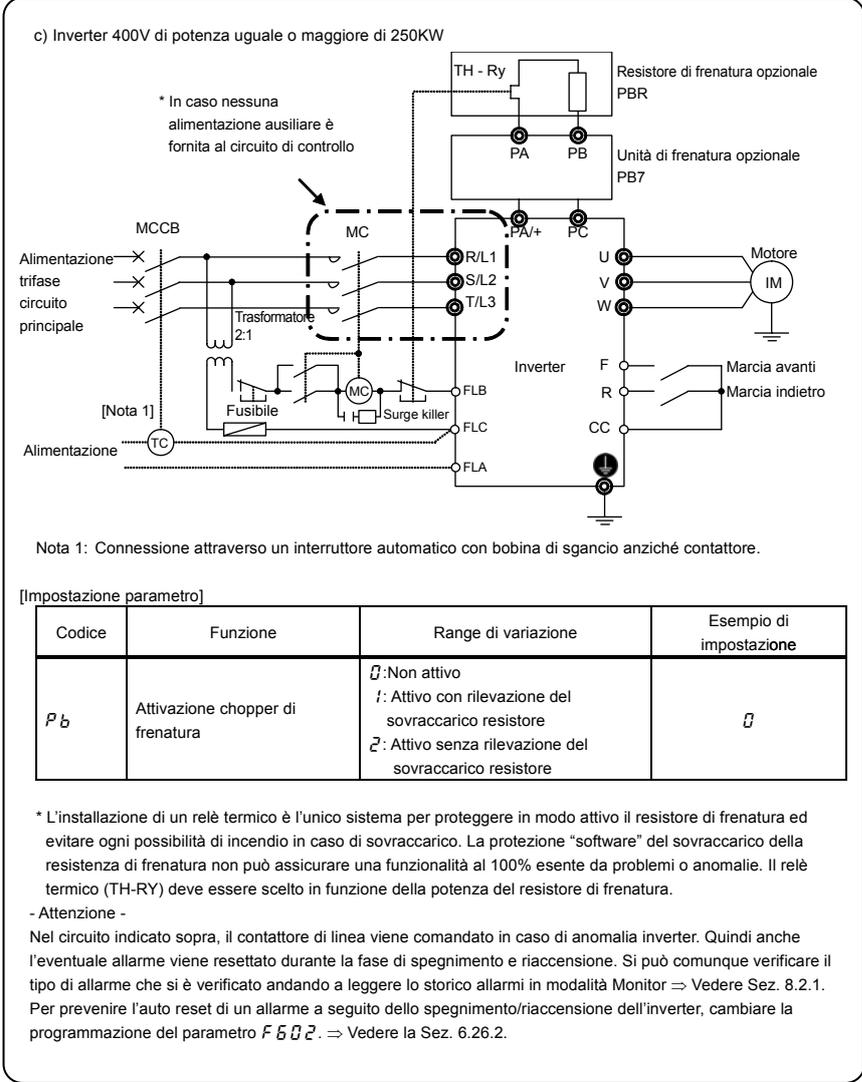 c) Inverter 400V di potenza uguale o maggiore di 250KW
TH - Ry
Resistore di frenatura opzionale
PBR
* In caso nessuna
alimentazione ausiliare è
fornita al circuito di controllo
PA
PB
Unità di frenatura opzionale
PB7
MCCB
MC
PA/+
PC
Alimentazione
trifase
circuito
principale
R/L1
S/L2
T/L3
U
V
W
Motore
IM
Trasformatore
2:1
Inverter
F
Marcia avanti
R
Marcia indietro
MC
FLB
[Nota 1]
Fusibile
Surge killer
FLC
CC
Alimentazione
TC
FLA
Nota 1: Connessione attraverso un interruttore automatico con bobina di sgancio anziché contattore.
[Impostazione parametro]
Codice
Funzione
Range di variazione
Esempio di
impostazione
Pb
Attivazione chopper di
frenatura
0:Non attivo
1: Attivo con rilevazione del
sovraccarico resistore
2: Attivo senza rilevazione del
sovraccarico resistore
0
* L’installazione di un relè termico è l’unico sistema per proteggere in modo attivo il resistore di frenatura ed
evitare ogni possibilità di incendio in caso di sovraccarico. La protezione “software” del sovraccarico della
resistenza di frenatura non può assicurare una funzionalità al 100% esente da problemi o anomalie. Il relè
termico (TH-RY) deve essere scelto in funzione della potenza del resistore di frenatura.
- Attenzione -
Nel circuito indicato sopra, il contattore di linea viene comandato in caso di anomalia inverter. Quindi anche
l’eventuale allarme viene resettato durante la fase di spegnimento e riaccensione. Si può comunque verificare il
tipo di allarme che si è verificato andando a leggere lo storico allarmi in modalità Monitor ⇒ Vedere Sez. 8.2.1.
Per prevenire l’auto reset di un allarme a seguito dello spegnimento/riaccensione dell’inverter, cambiare la
programmazione del parametro F602. ⇒ Vedere la Sez. 6.26.2.